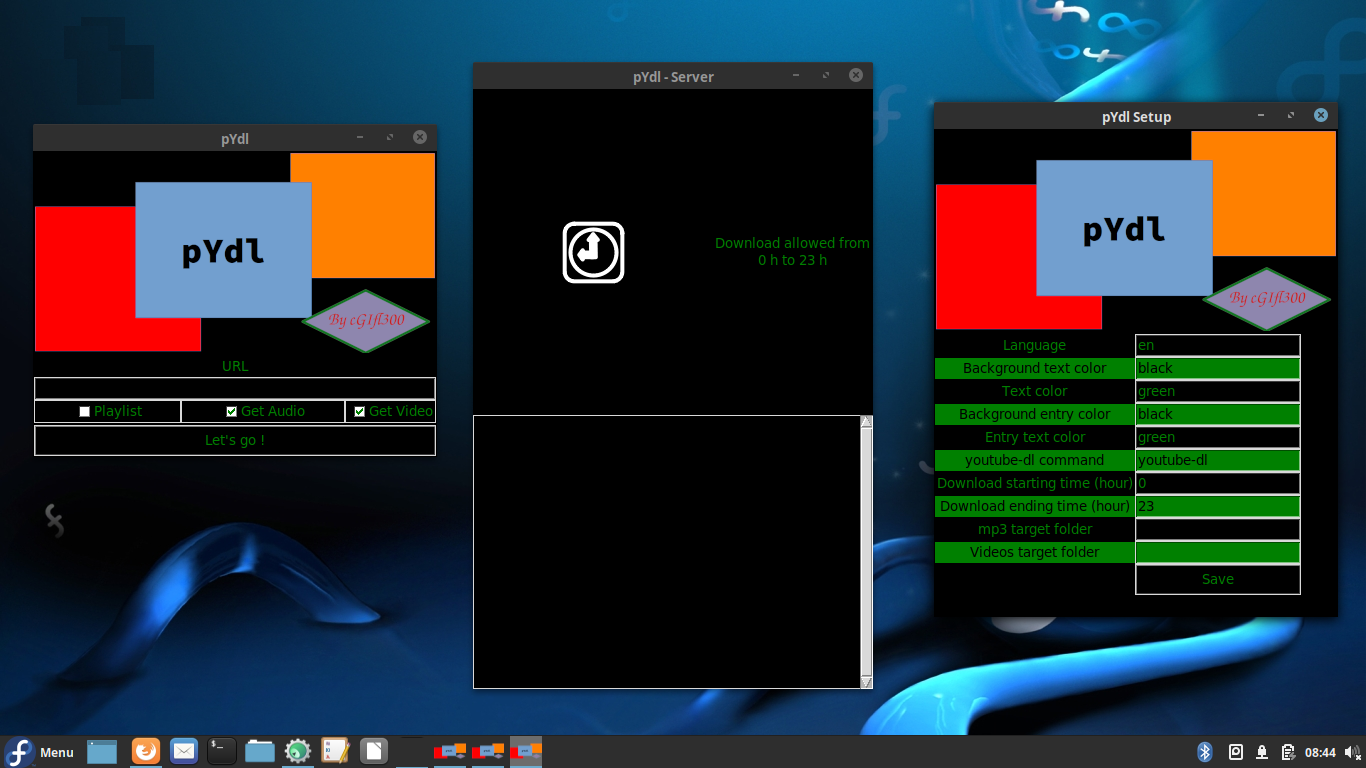 pYdl
pYdl
By cGIfl300
URL
Playlist Get Audio Get Video
Let's go !
pYdl - Server
Download allowed from
0 h to 23 h
pYdl Setup
pYdl
By cGIfl300
Language en
Background text color black
Text color green
Background entry color black
Entry text color green
youtube-dl command youtube-dl
Download starting time (hour) 0
Download ending time (hour) 23
mp3 target folder
Videos target folder
Save
Menu
08:44